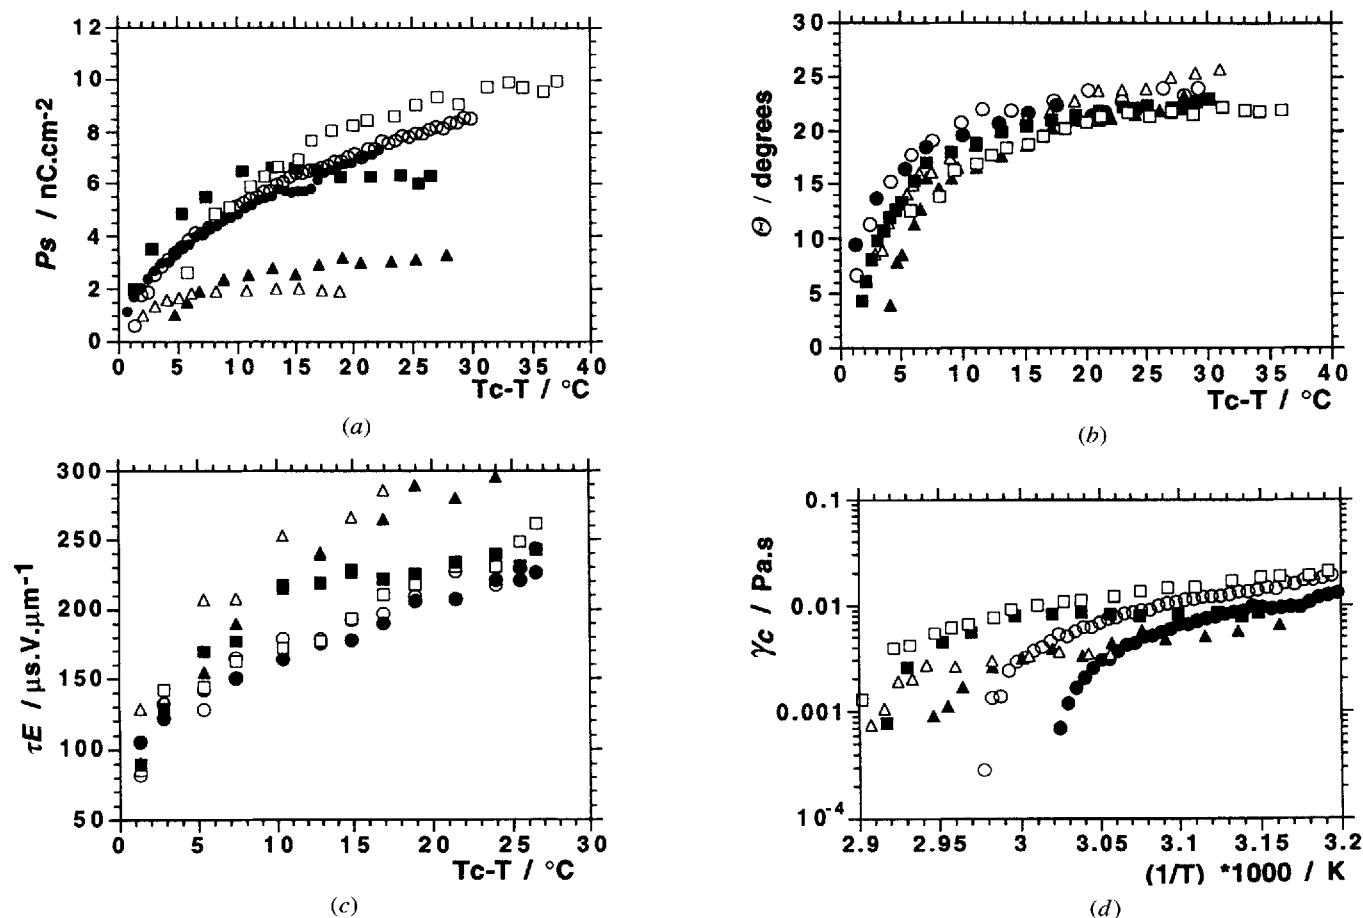 12
10
8
6
4
2
0
Ps / nC.cm-2
0 5 10 15 20 25 30 35 40
Tc-T / °C
(a)
30
25
20
15
10
5
0
Θ / degrees
0 5 10 15 20 25 30 35 40
Tc-T / °C
(b)
300
250
200
150
100
50
τE / μs.V.μm-1
0 5 10 15 20 25 30
Tc-T / °C
(c)
0.1
0.01
0.001
10-4
γc / Pa.s
2.9 2.95 3 3.05 3.1 3.15 3.2
(1/T) *1000 / K
(d)